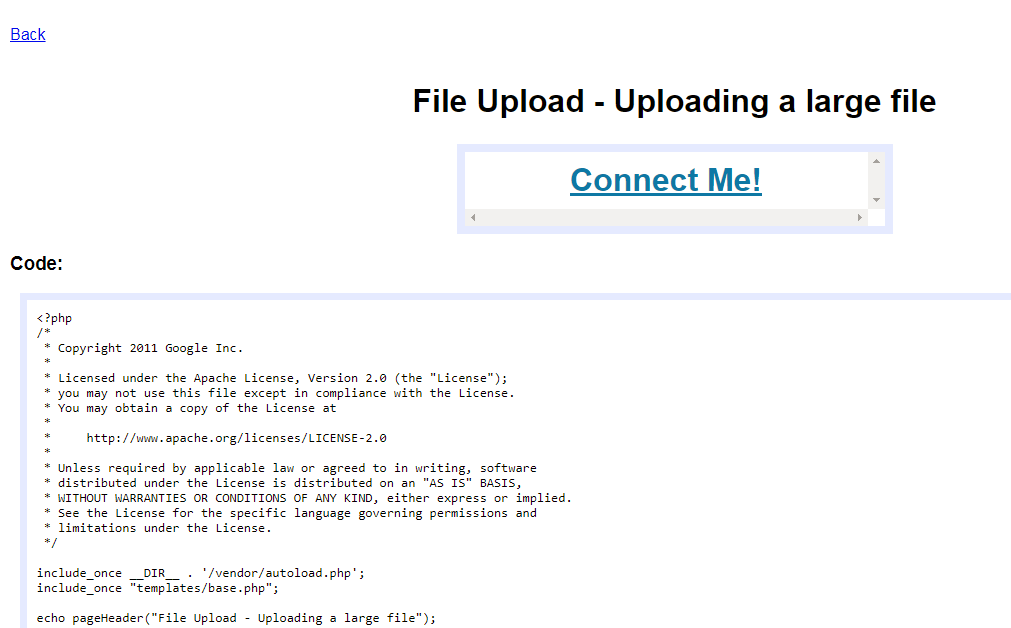 Back
File Upload - Uploading a large file
Connect Me!
Code:
<?php
/*
 * Copyright 2011 Google Inc.
 *
 * Licensed under the Apache License, Version 2.0 (the "License");
 * you may not use this file except in compliance with the License.
 * You may obtain a copy of the License at
 *
 *     http://www.apache.org/licenses/LICENSE-2.0
 *
 * Unless required by applicable law or agreed to in writing, software
 * distributed under the License is distributed on an "AS IS" BASIS,
 * WITHOUT WARRANTIES OR CONDITIONS OF ANY KIND, either express or implied.
 * See the License for the specific language governing permissions and
 * limitations under the License.
 */
include_once __DIR__ . '/vendor/autoload.php';
include_once "templates/base.php";
echo pageHeader("File Upload - Uploading a large file");